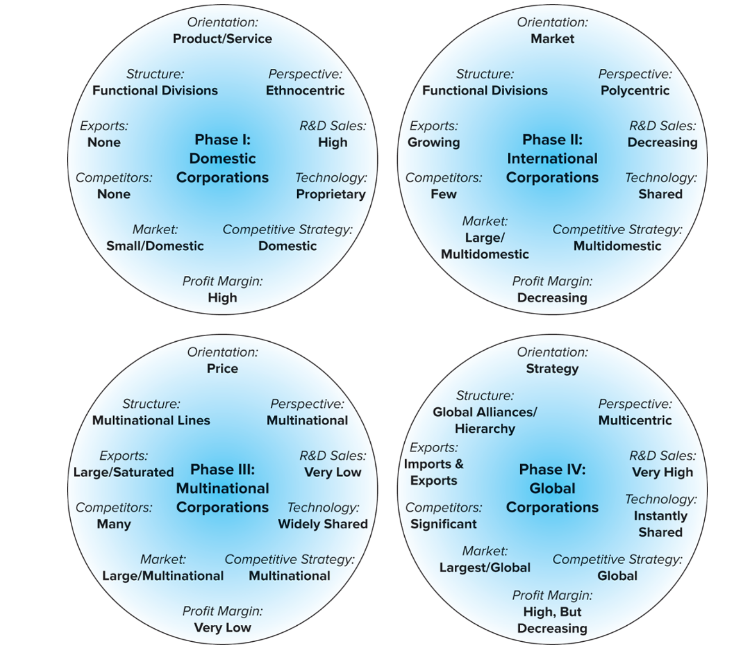 Orientation:
Product/Service
Structure:
Functional Divisions
Perspective:
Ethnocentric
Exports:
None
Phase I:
Domestic
Corporations
R&D Sales:
High
Competitors:
None
Technology:
Proprietary
Market:
Small/Domestic
Competitive Strategy:
Domestic
Profit Margin:
High
Orientation:
Market
Structure:
Functional Divisions
Perspective:
Polycentric
Exports:
Growing
Phase II:
International
Corporations
R&D Sales:
Decreasing
Competitors:
Few
Technology:
Shared
Market:
Large/
Multidomestic
Competitive Strategy:
Multidomestic
Profit Margin:
Decreasing
Orientation:
Price
Structure:
Multinational Lines
Perspective:
Multinational
Exports:
Large/Saturated
Phase III:
Multinational
Corporations
R&D Sales:
Very Low
Competitors:
Many
Technology:
Widely Shared
Market:
Large/Multinational
Competitive Strategy:
Multinational
Profit Margin:
Very Low
Orientation:
Strategy
Structure:
Global Alliances/
Hierarchy
Perspective:
Multicentric
Exports:
Imports &
Exports
Phase IV:
Global
Corporations
R&D Sales:
Very High
Competitors:
Significant
Technology:
Instantly
Shared
Market:
Largest/Global
Competitive Strategy:
Global
Profit Margin:
High, But
Decreasing